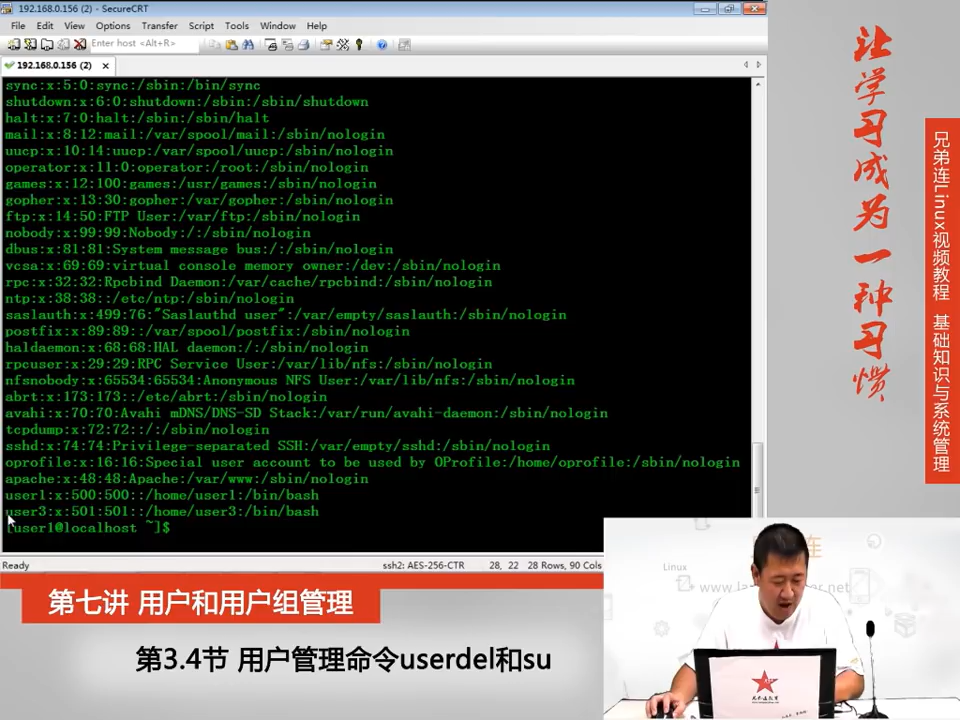 192.168.0.156 (2) - SecureCRT
File Edit View Options Transfer Script Tools Window Help
Enter host <Alt+R>
192.168.0.156 (2)
sync:x:5:0:sync:/sbin:/bin/sync
shutdown:x:6:0:shutdown:/sbin:/sbin/shutdown
halt:x:7:0:halt:/sbin:/sbin/halt
mail:x:8:12:mail:/var/spool/mail:/sbin/nologin
uucp:x:10:14:uucp:/var/spool/uucp:/sbin/nologin
operator:x:11:0:operator:/root:/sbin/nologin
games:x:12:100:games:/usr/games:/sbin/nologin
gopher:x:13:30:gopher:/var/gopher:/sbin/nologin
ftp:x:14:50:FTP User:/var/ftp:/sbin/nologin
nobody:x:99:99:Nobody:/:/sbin/nologin
dbus:x:81:81:System message bus:/:/sbin/nologin
vcsa:x:69:69:virtual console memory owner:/dev:/sbin/nologin
rpc:x:32:32:Rpcbind Daemon:/var/cache/rpcbind:/sbin/nologin
ntp:x:38:38::/etc/ntp:/sbin/nologin
saslauth:x:499:76:"Saslauthd user":/var/empty/saslauth:/sbin/nologin
postfix:x:89:89::/var/spool/postfix:/sbin/nologin
haldaemon:x:68:68:HAL daemon:/:/sbin/nologin
rpcuser:x:29:29:RPC Service User:/var/lib/nfs:/sbin/nologin
nfsnobody:x:65534:65534:Anonymous NFS User:/var/lib/nfs:/sbin/nologin
abrt:x:173:173::/etc/abrt:/sbin/nologin
avahi:x:70:70:Avahi mDNS/DNS-SD Stack:/var/run/avahi-daemon:/sbin/nologin
tcpdump:x:72:72::/:/sbin/nologin
sshd:x:74:74:Privilege-separated SSH:/var/empty/sshd:/sbin/nologin
oprofile:x:16:16:Special user account to be used by OProfile:/home/oprofile:/sbin/nologin
apache:x:48:48:Apache:/var/www:/sbin/nologin
user1:x:500:500::/home/user1:/bin/bash
user3:x:501:501::/home/user3:/bin/bash
[user1@localhost ~]$
Ready ssh2: AES-256-CTR 28, 22 28 Rows, 90 Cols
让学习成为一种习惯
兄弟连Linux视频教程 基础知识与系统管理
第七讲 用户和用户组管理
第3.4节 用户管理命令userdel和su
Linux